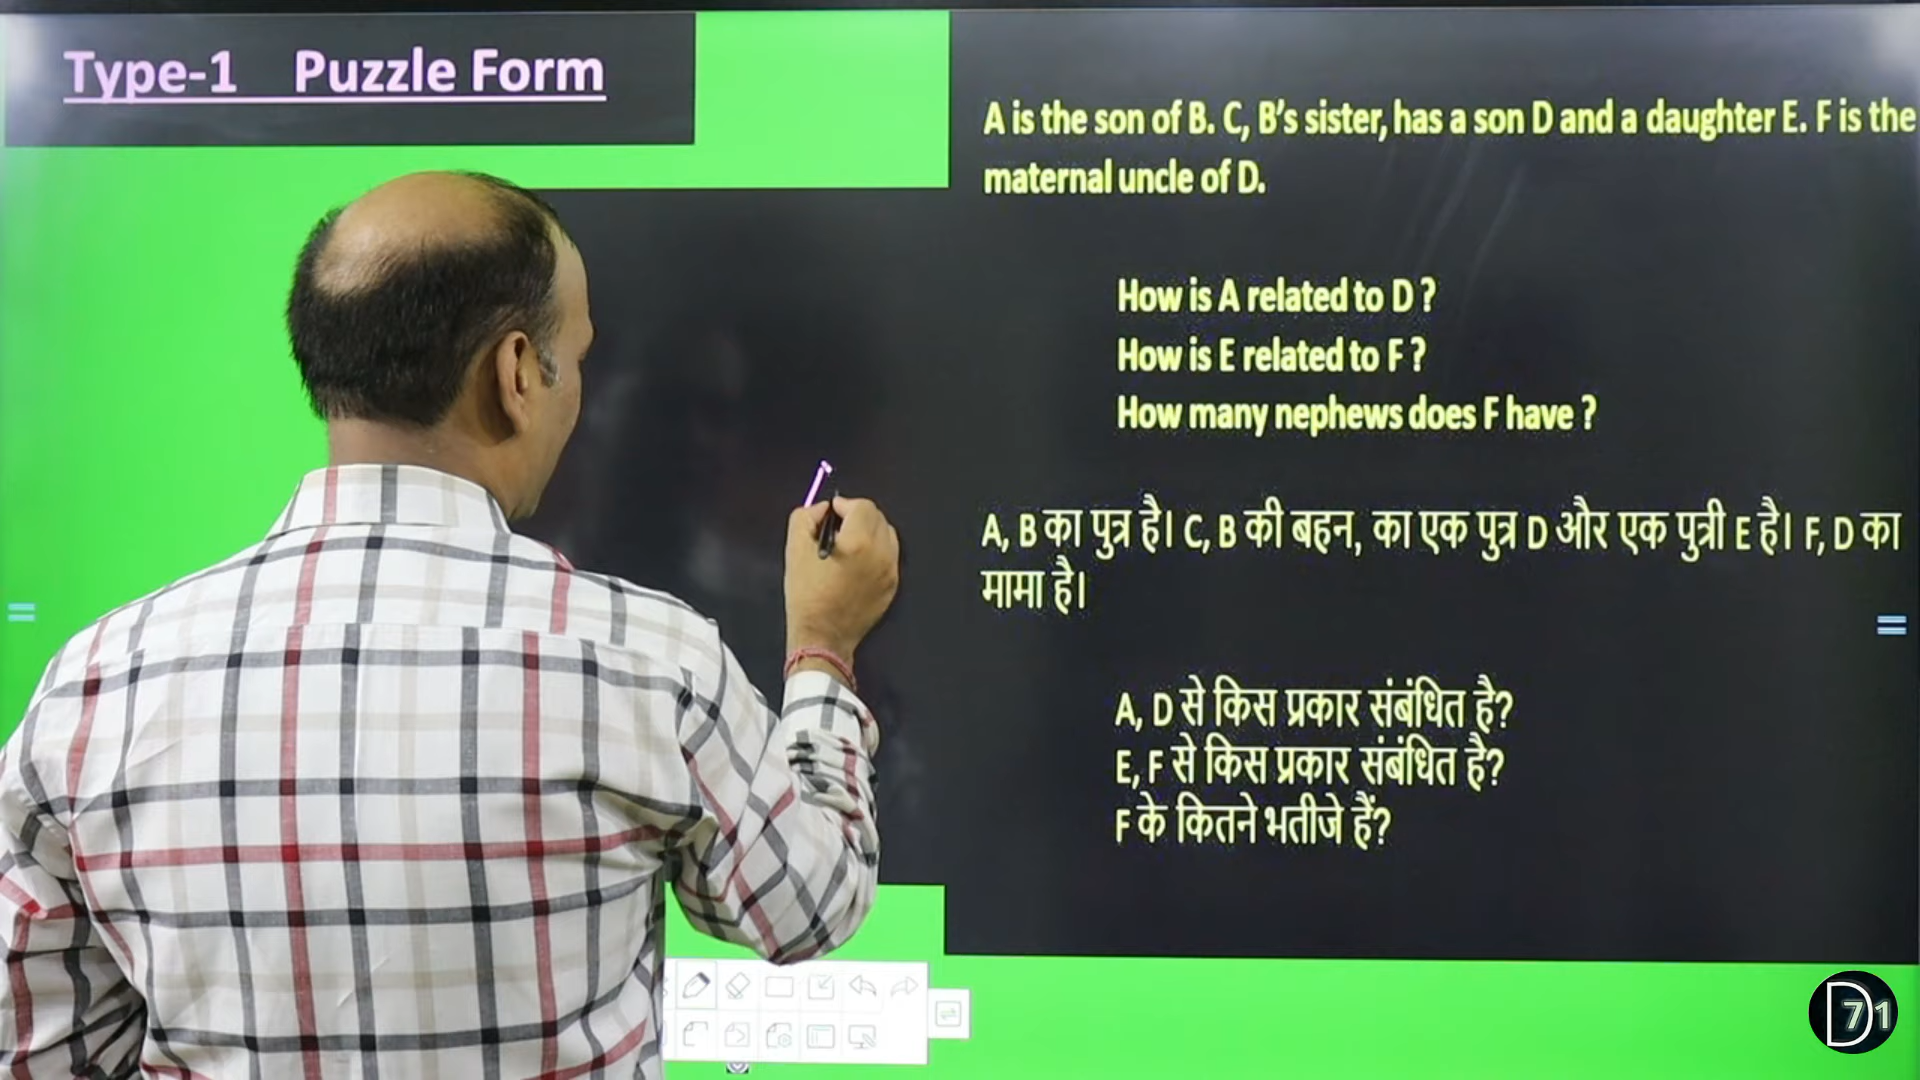 Type-1 Puzzle Form
A is the son of B. C, B's sister, has a son D and a daughter E. F is the
maternal uncle of D.
How is A related to D ?
How is E related to F ?
How many nephews does F have ?
A, B का पुत्र है। C, B की बहन, का एक पुत्र D और एक पुत्री E है। F, D का
मामा है।
A, D से किस प्रकार संबंधित है?
E, F से किस प्रकार संबंधित है?
F के कितने भतीजे हैं?
D 71